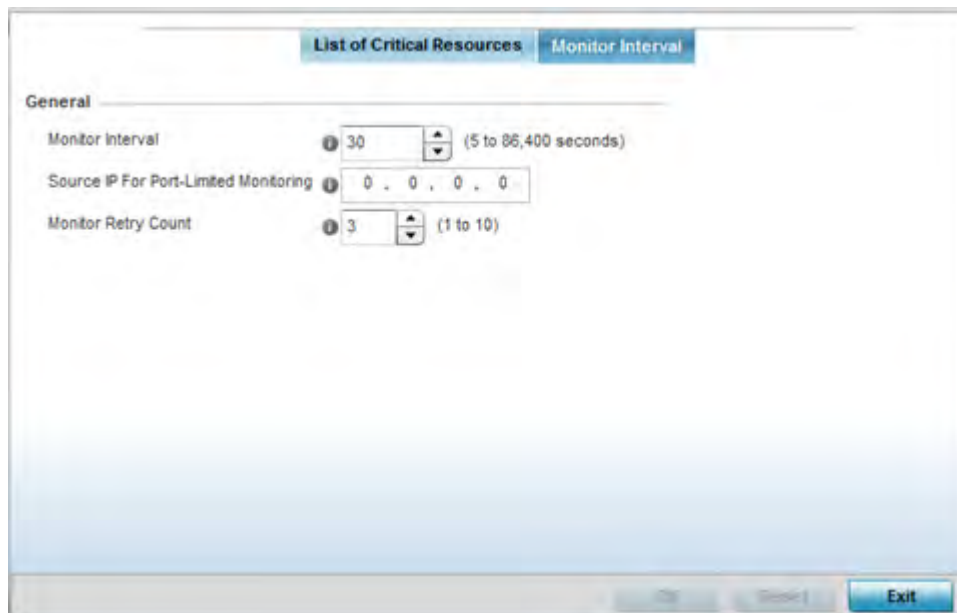 List of Critical Resources Monitor Interval
General
Monitor Interval 30 (5 to 86,400 seconds)
Source IP For Port-Limited Monitoring 0 . 0 . 0 . 0
Monitor Retry Count 3 (1 to 10)
Exit